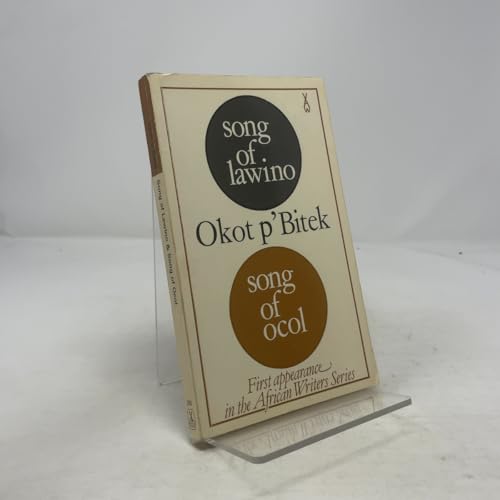 song
of
lawino
Okot p'Bitek
song
of
ocol
First appearance
in the African Writers Series
Song of Lawino & Song of Ocol